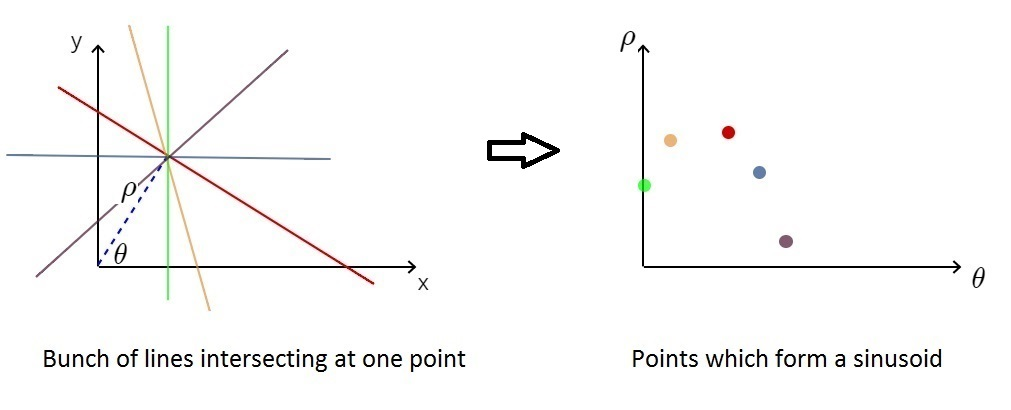 y
ρ
θ
x
Bunch of lines intersecting at one point
ρ
θ
Points which form a sinusoid